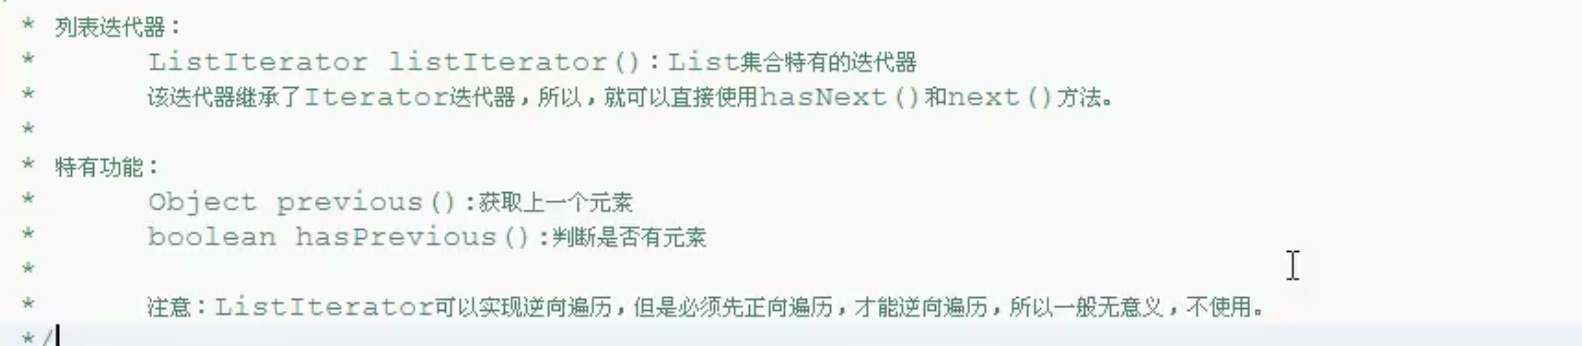 * 列表迭代器：
* ListIterator listIterator()：List集合特有的迭代器
* 该迭代器继承了Iterator迭代器，所以，就可以直接使用hasNext()和next()方法。
*
* 特有功能：
* Object previous():获取上一个元素
* boolean hasPrevious():判断是否有元素
*
* 注意：ListIterator可以实现逆向遍历，但是必须先正向遍历，才能逆向遍历，所以一般无意义，不使用。
*/